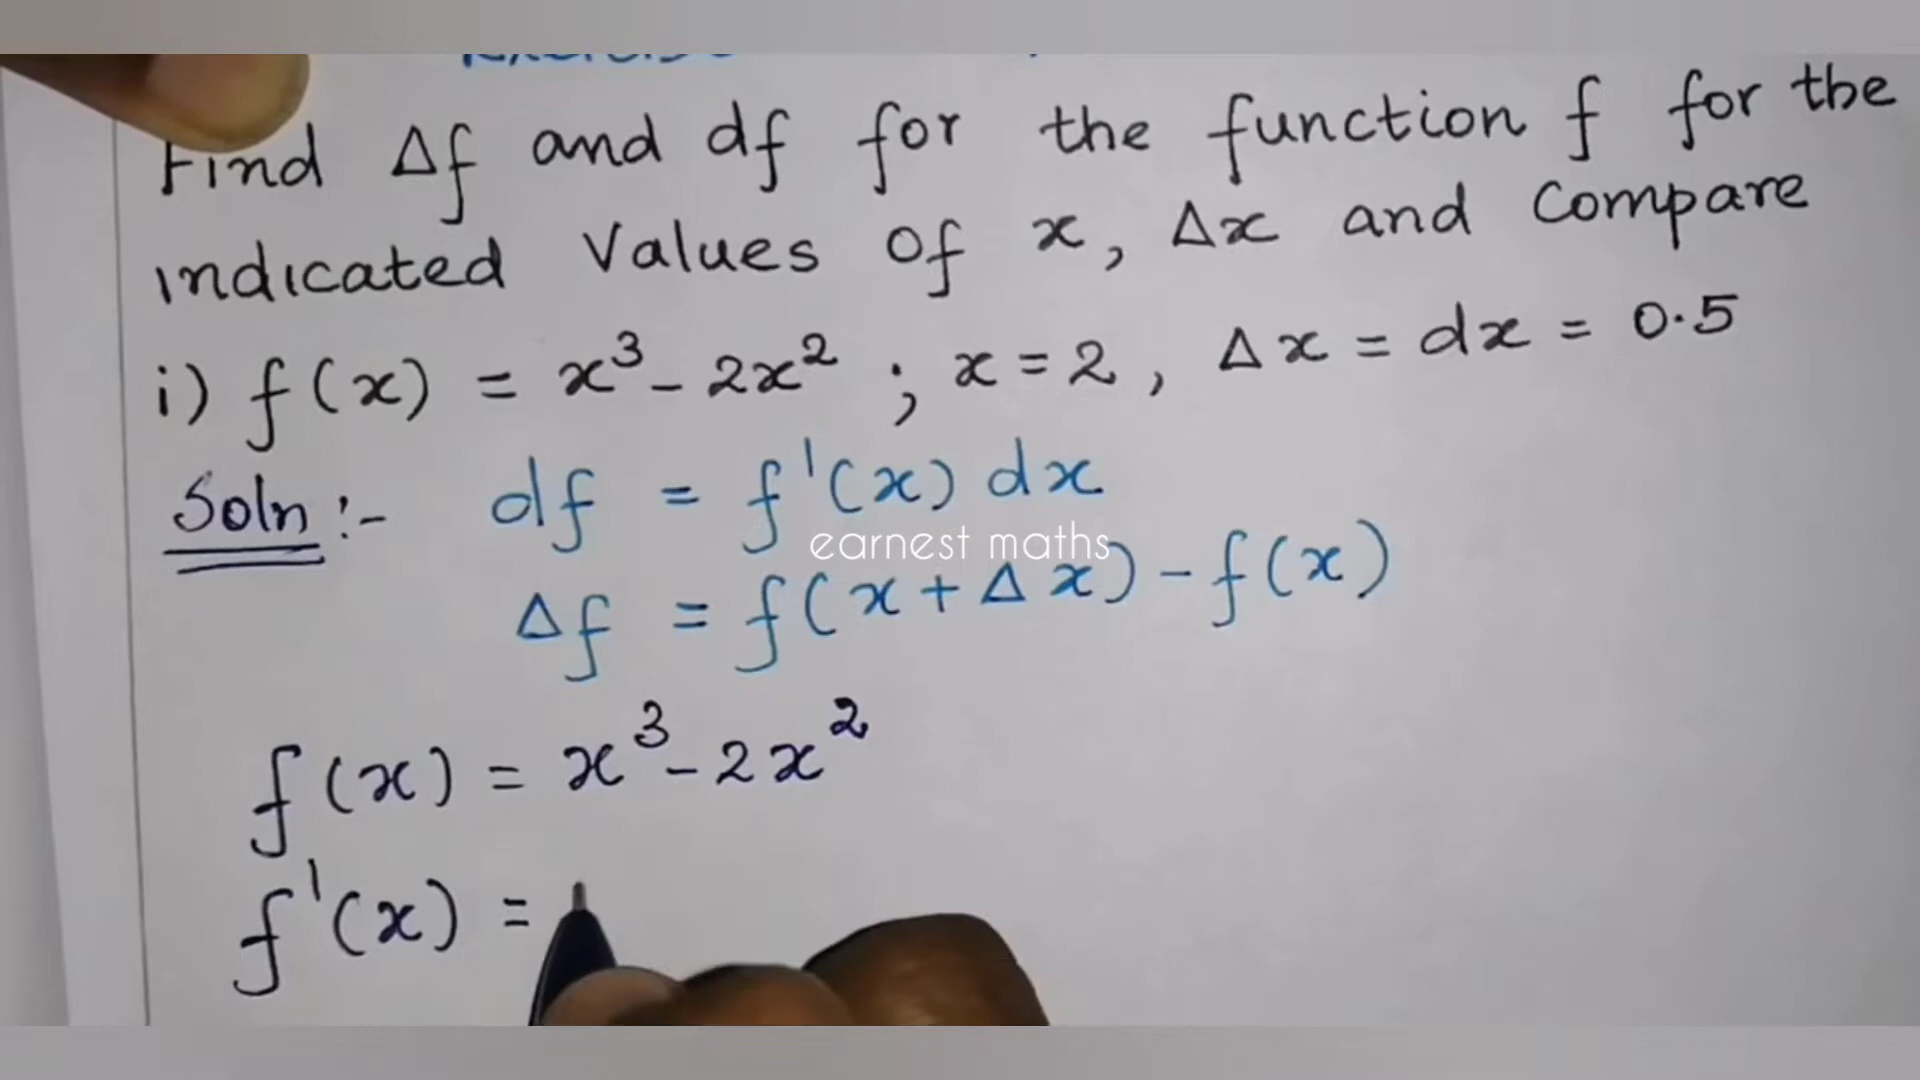 Find Δf and df for the function f for the
indicated Values of x, Δx and Compare
i) f(x) = x³ - 2x² ; x = 2, Δx = dx = 0.5
Soln :- df = f'(x) dx
earnest maths
Δf = f(x + Δx) - f(x)
f(x) = x³ - 2x²
f'(x) =